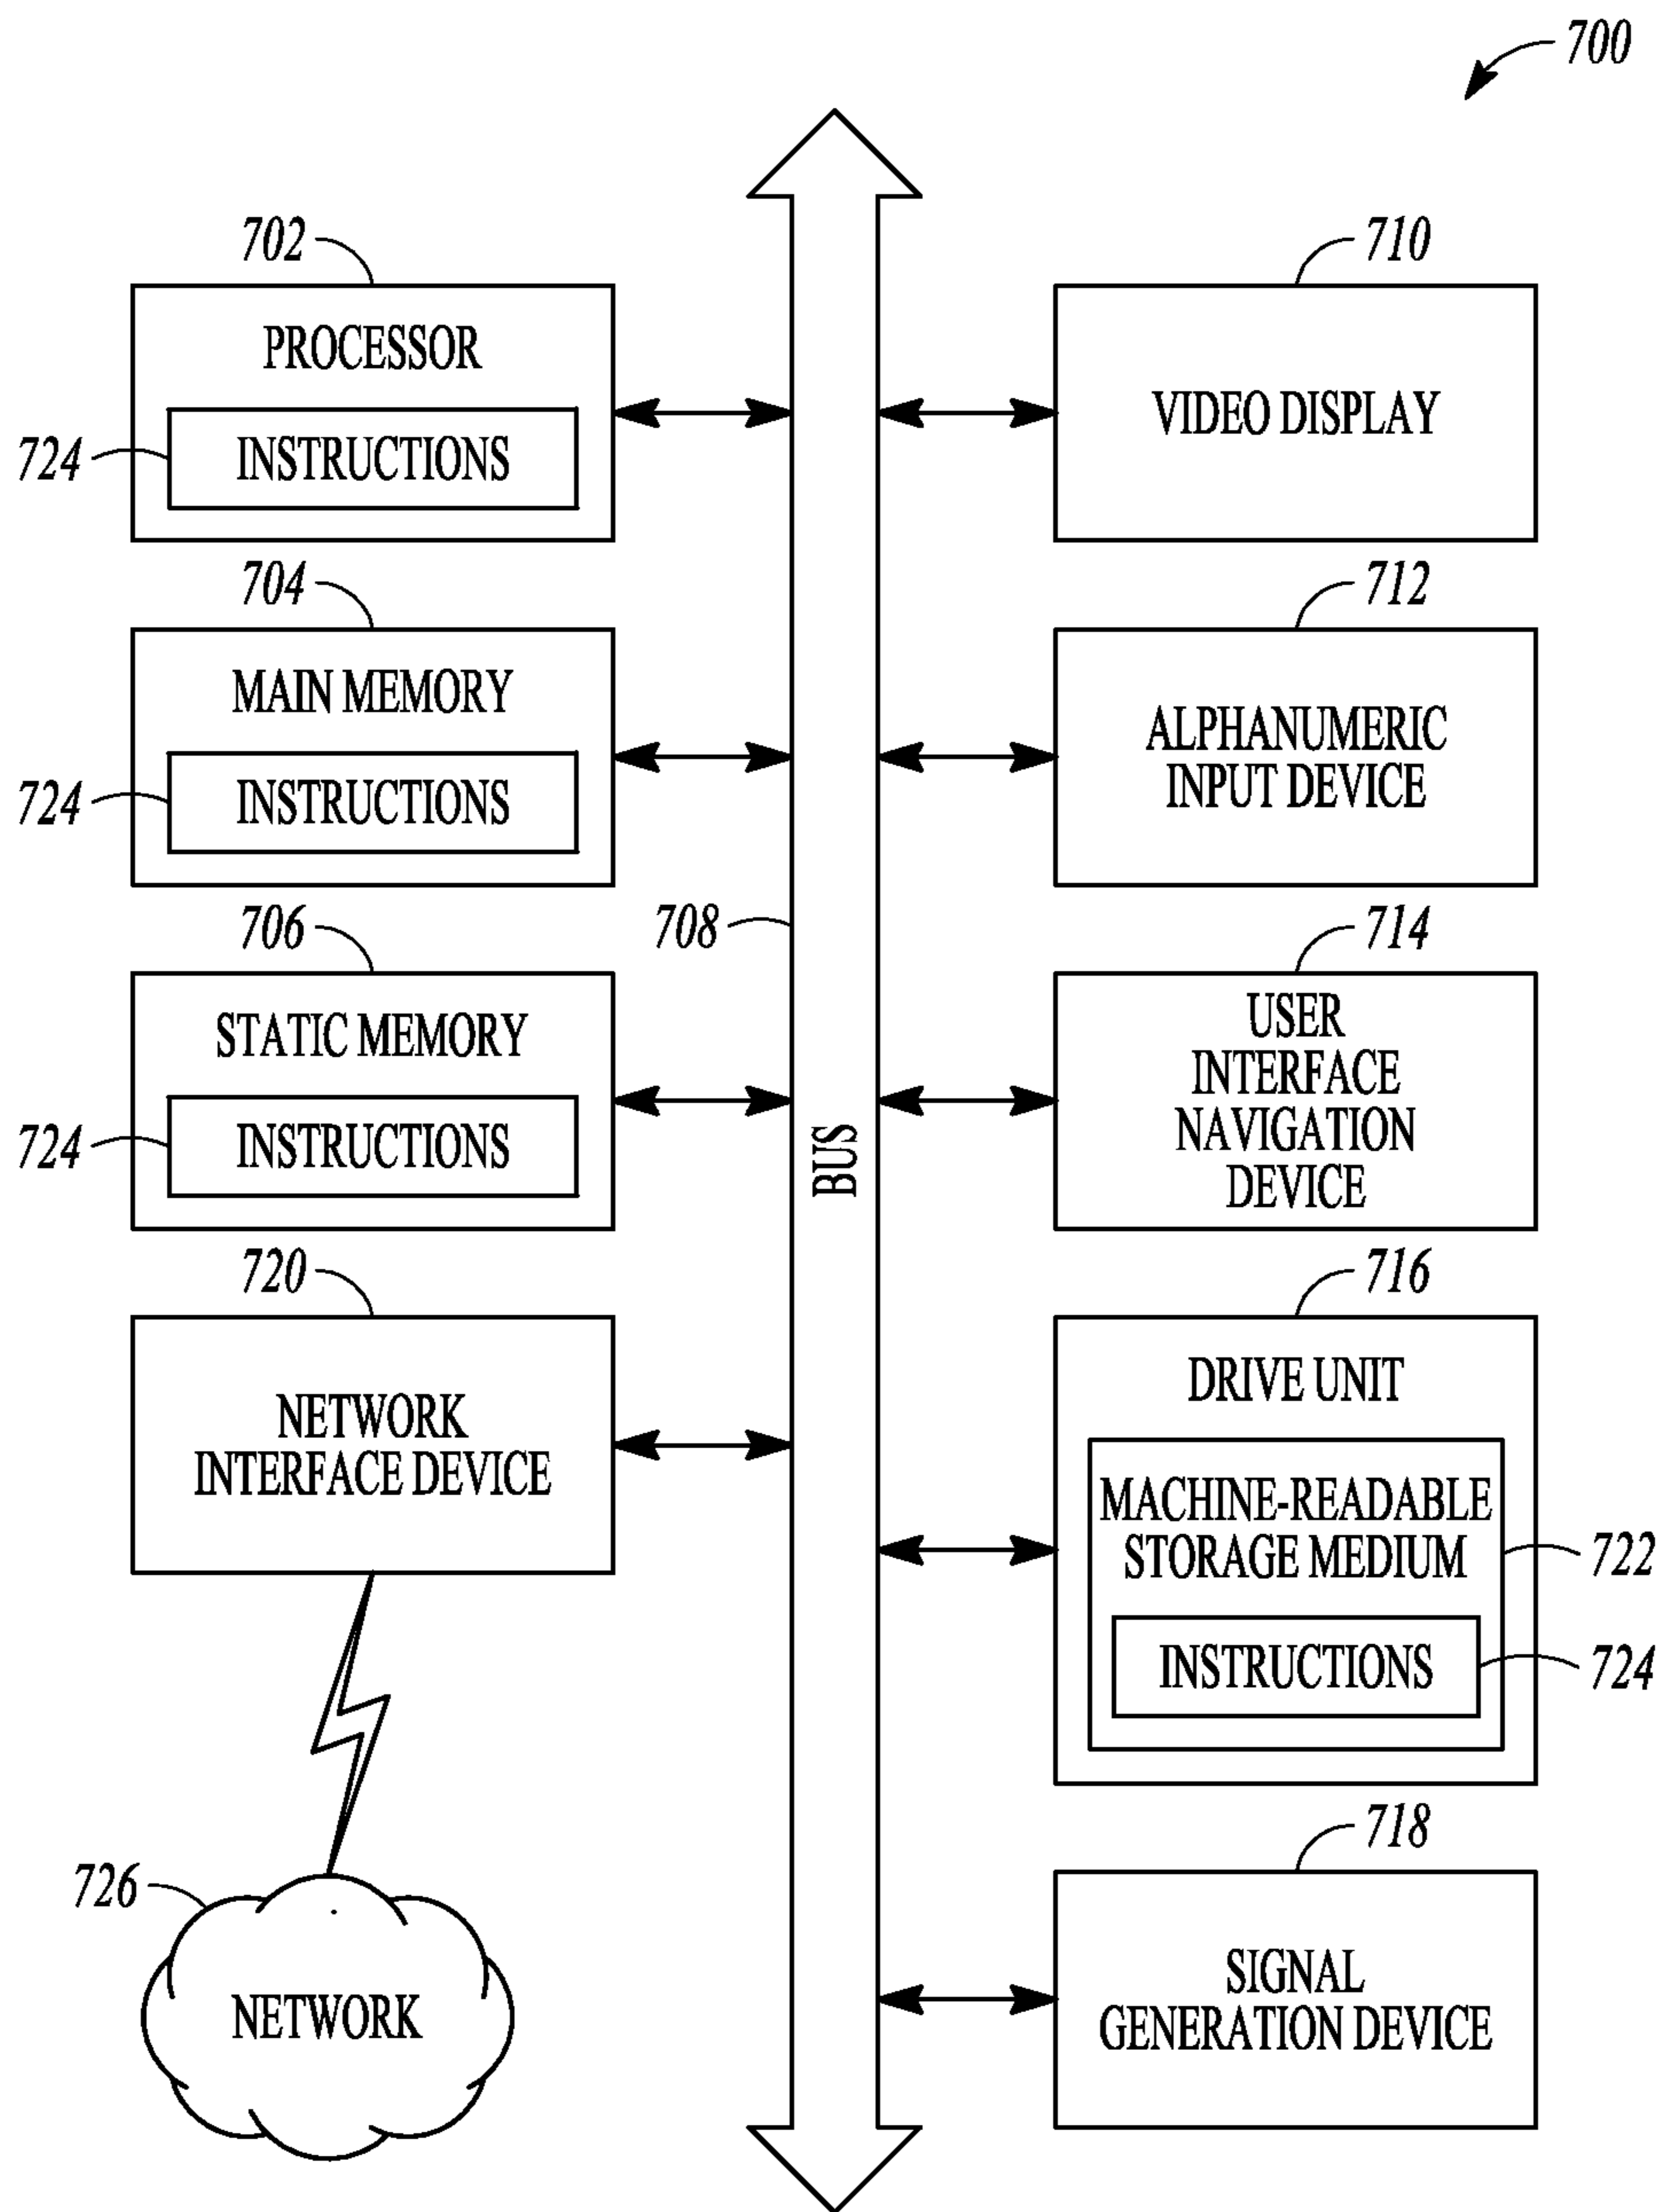 700
702
PROCESSOR
724
INSTRUCTIONS
704
MAIN MEMORY
724
INSTRUCTIONS
706
STATIC MEMORY
724
INSTRUCTIONS
720
NETWORK
INTERFACE DEVICE
726
NETWORK
708
BUS
710
VIDEO DISPLAY
712
ALPHANUMERIC
INPUT DEVICE
714
USER
INTERFACE
NAVIGATION
DEVICE
716
DRIVE UNIT
MACHINE-READABLE
STORAGE MEDIUM
722
INSTRUCTIONS
724
718
SIGNAL
GENERATION DEVICE